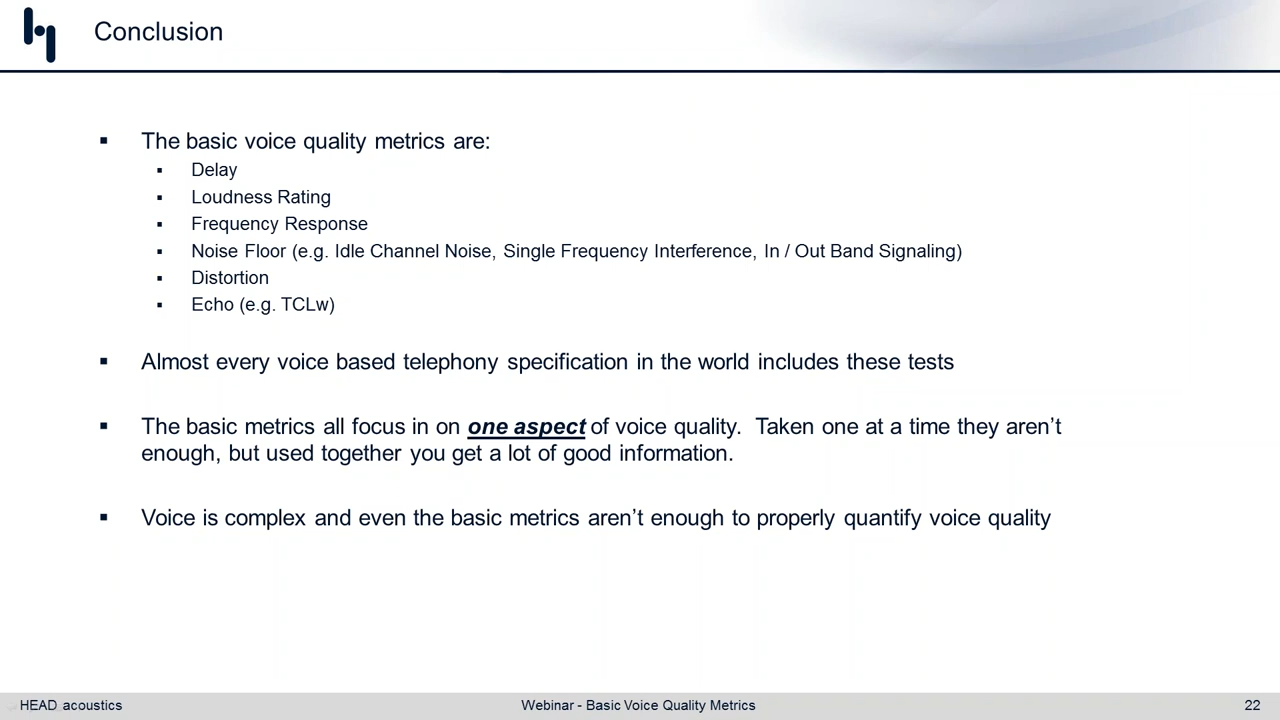 Conclusion
The basic voice quality metrics are:
Delay
Loudness Rating
Frequency Response
Noise Floor (e.g. Idle Channel Noise, Single Frequency Interference, In / Out Band Signaling)
Distortion
Echo (e.g. TCLw)
Almost every voice based telephony specification in the world includes these tests
The basic metrics all focus in on one aspect of voice quality.  Taken one at a time they aren’t
enough, but used together you get a lot of good information.
Voice is complex and even the basic metrics aren’t enough to properly quantify voice quality
HEAD acoustics
Webinar - Basic Voice Quality Metrics
22